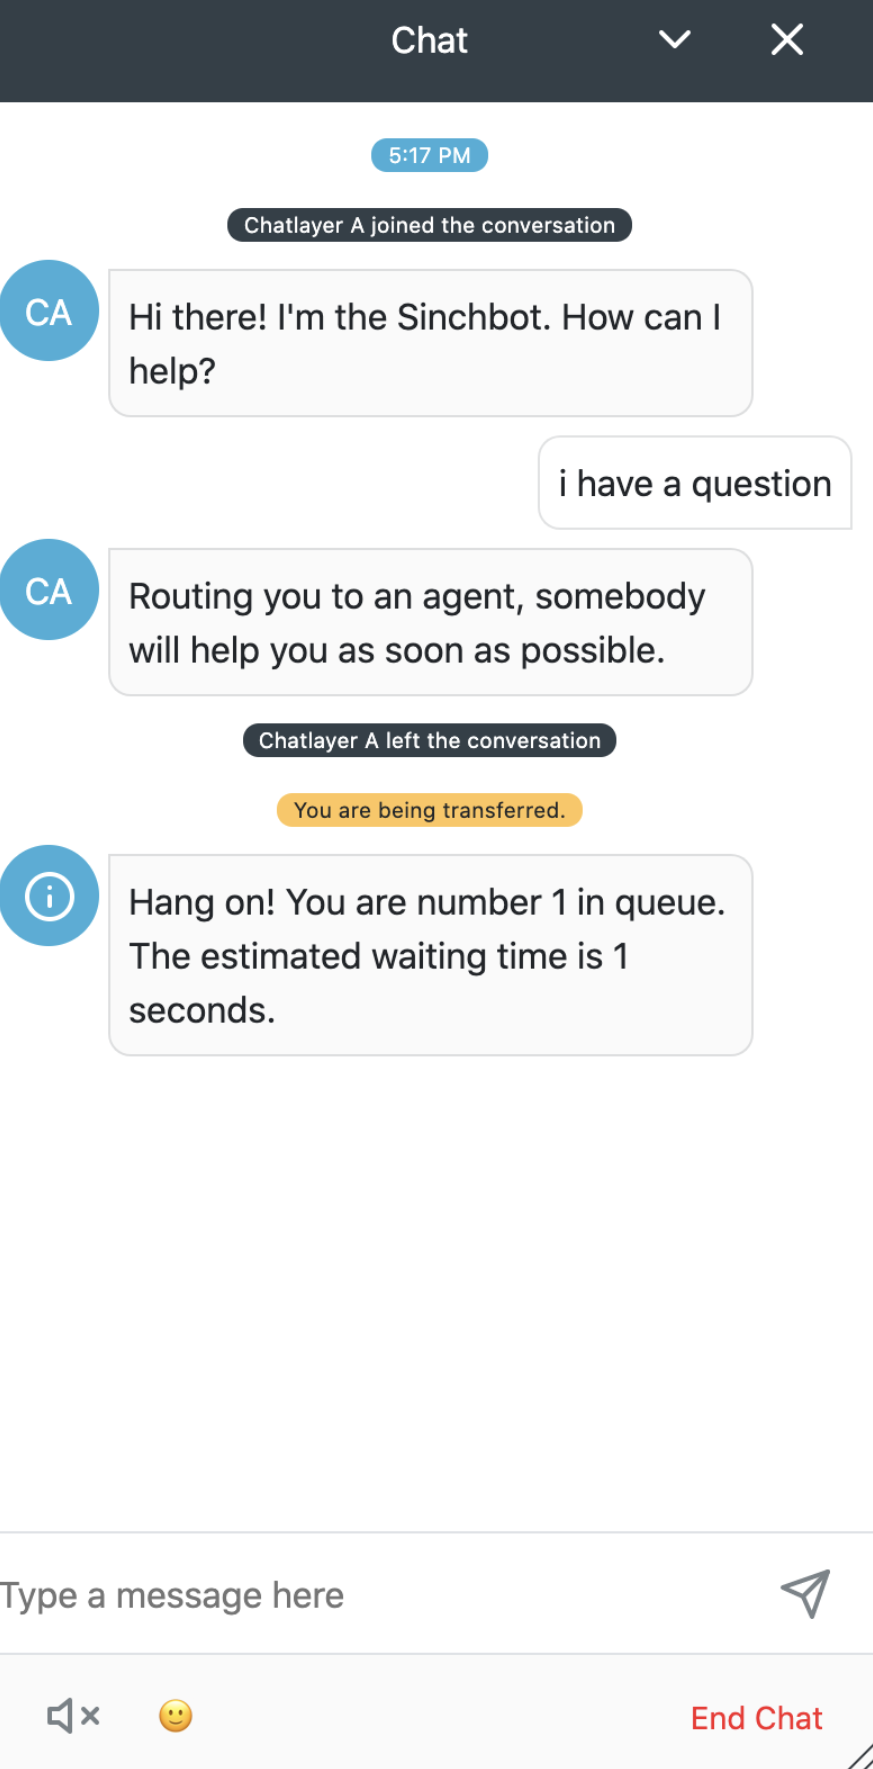 Chat
5:17 PM
Chatlayer A joined the conversation
CA
Hi there! I'm the Sinchbot. How can I
help?
i have a question
CA
Routing you to an agent, somebody
will help you as soon as possible.
Chatlayer A left the conversation
You are being transferred.
Hang on! You are number 1 in queue.
The estimated waiting time is 1
seconds.
Type a message here
End Chat